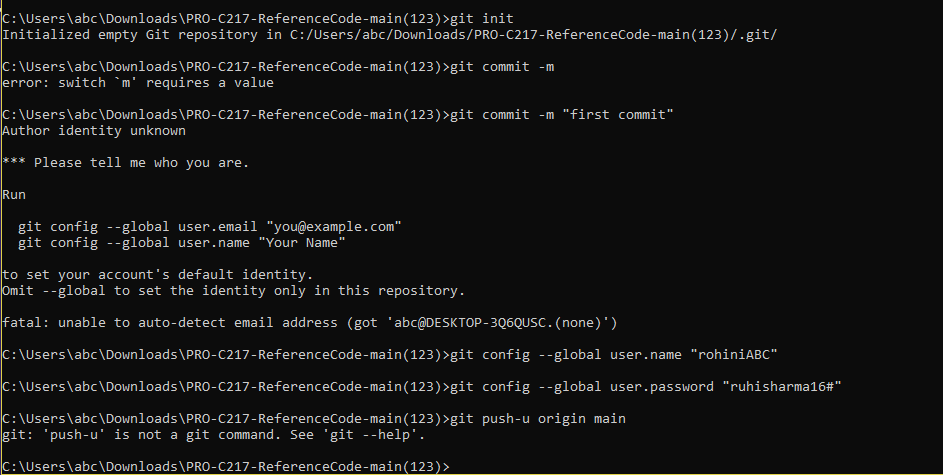 C:\Users\abc\Downloads\PRO-C217-ReferenceCode-main(123)>git init
Initialized empty Git repository in C:/Users/abc/Downloads/PRO-C217-ReferenceCode-main(123)/.git/
C:\Users\abc\Downloads\PRO-C217-ReferenceCode-main(123)>git commit -m
error: switch `m' requires a value
C:\Users\abc\Downloads\PRO-C217-ReferenceCode-main(123)>git commit -m "first commit"
Author identity unknown
*** Please tell me who you are.
Run
  git config --global user.email "you@example.com"
  git config --global user.name "Your Name"
to set your account's default identity.
Omit --global to set the identity only in this repository.
fatal: unable to auto-detect email address (got 'abc@DESKTOP-3Q6QUSC.(none)')
C:\Users\abc\Downloads\PRO-C217-ReferenceCode-main(123)>git config --global user.name "rohiniABC"
C:\Users\abc\Downloads\PRO-C217-ReferenceCode-main(123)>git config --global user.password "ruhisharma16#"
C:\Users\abc\Downloads\PRO-C217-ReferenceCode-main(123)>git push-u origin main
git: 'push-u' is not a git command. See 'git --help'.
C:\Users\abc\Downloads\PRO-C217-ReferenceCode-main(123)>